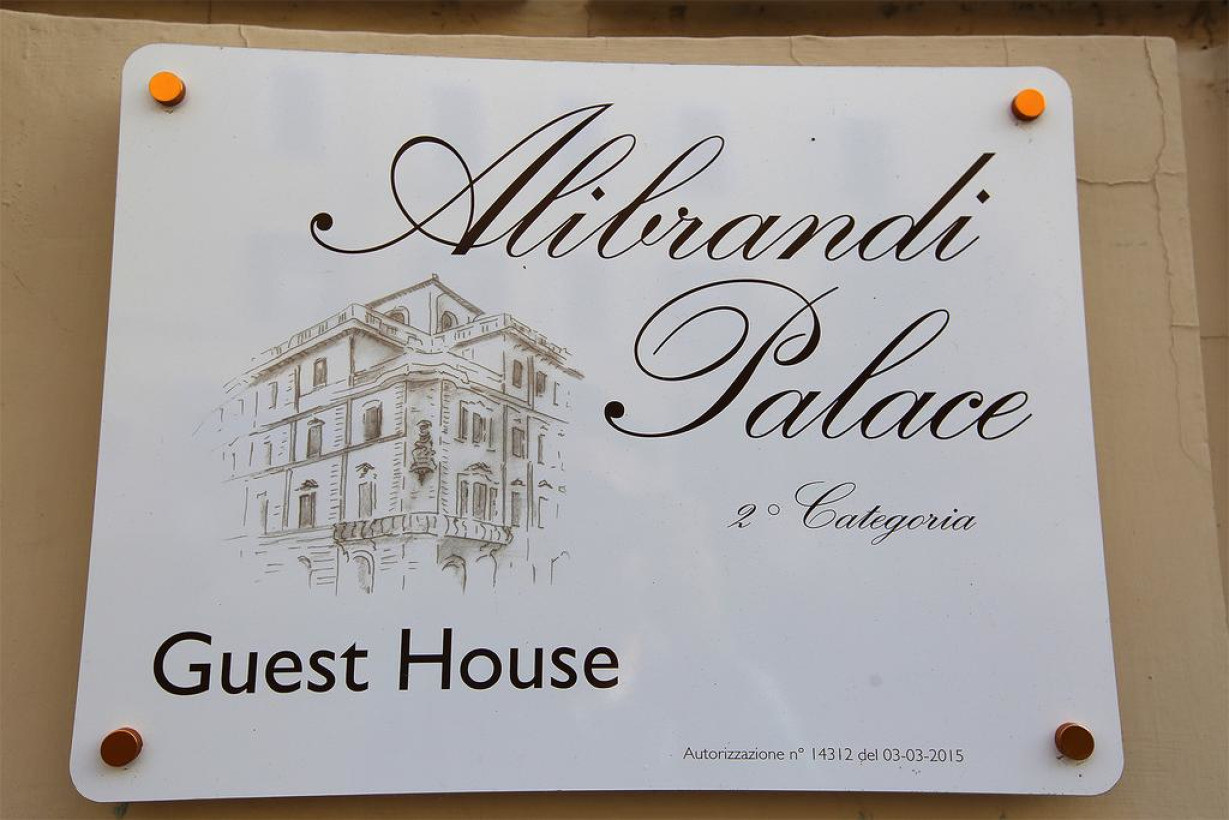 Alibrandi
Palace
2° Categoria
Guest House
Autorizzazione n° 14312 del 03-03-2015